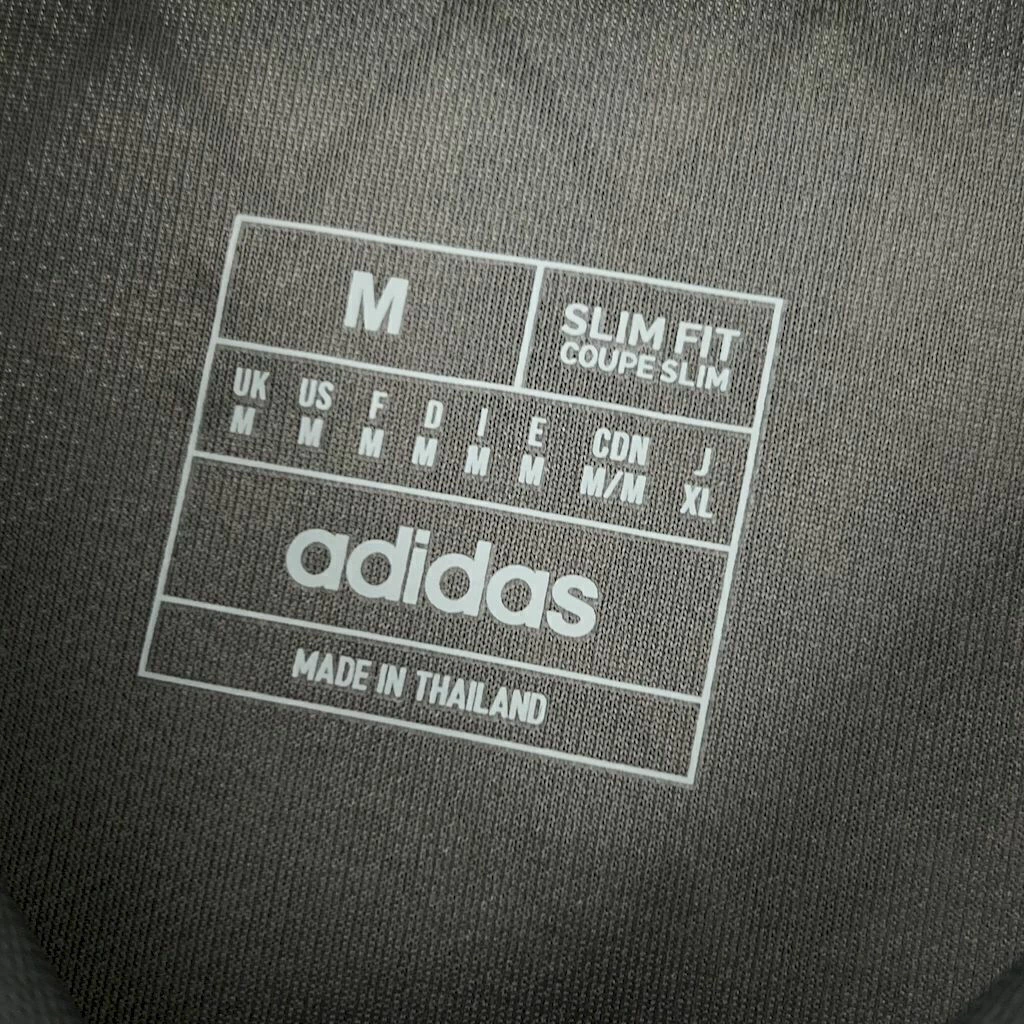 M
SLIM FIT
COUPE SLIM
UK US F D I E CDN J
M M M M M M M/M XL
adidas
MADE IN THAILAND